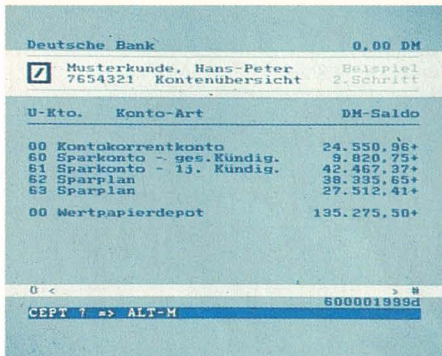 Deutsche Bank 0,00 DM
Musterkunde, Hans-Peter Beispiel
7654321 Kontenübersicht 2.Schritt
U-Kto. Konto-Art DM-Saldo
00 Kontokorrentkonto 24.550,96+
60 Sparkonto - ges.Kündig. 9.820,75+
61 Sparkonto - 1j. Kündig. 42.467,37+
62 Sparplan 38.335,65+
63 Sparplan 27.512,41+
00 Wertpapierdepot 135.275,50+
0 < > #
600001999d
CEPT ? => ALT-M